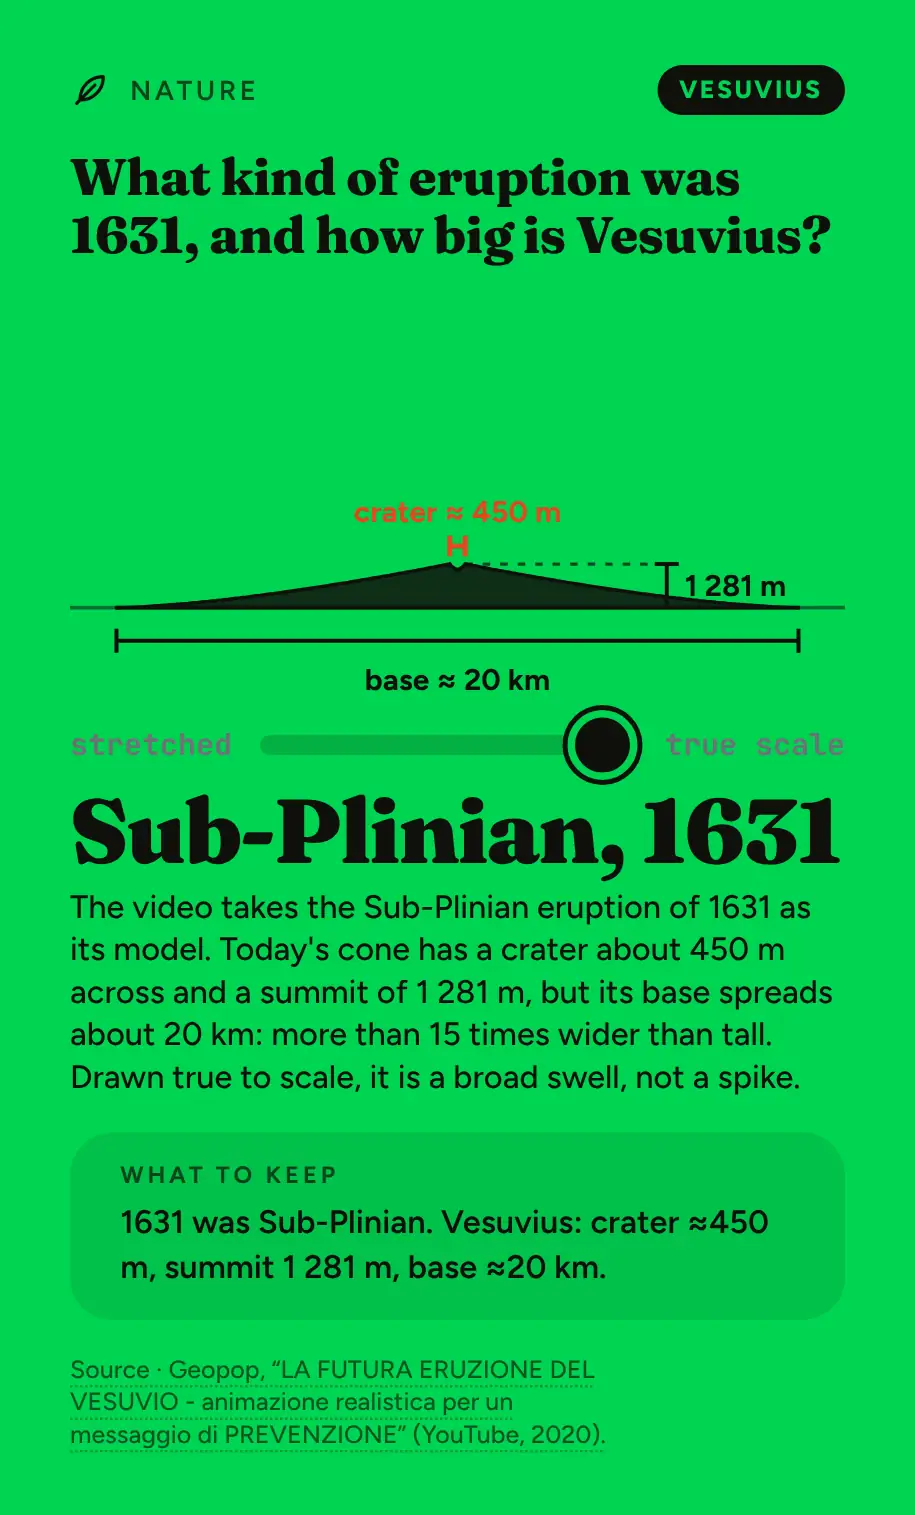 NATURE
VESUVIUS
What kind of eruption was
1631, and how big is Vesuvius?
crater ≈ 450 m
1 281 m
base ≈ 20 km
stretched
true scale
Sub-Plinian, 1631
The video takes the Sub-Plinian eruption of 1631 as
its model. Today's cone has a crater about 450 m
across and a summit of 1 281 m, but its base spreads
about 20 km: more than 15 times wider than tall.
Drawn true to scale, it is a broad swell, not a spike.
WHAT TO KEEP
1631 was Sub-Plinian. Vesuvius: crater ≈450
m, summit 1 281 m, base ≈20 km.
Source · Geopop, “LA FUTURA ERUZIONE DEL
VESUVIO - animazione realistica per un
messaggio di PREVENZIONE” (YouTube, 2020).